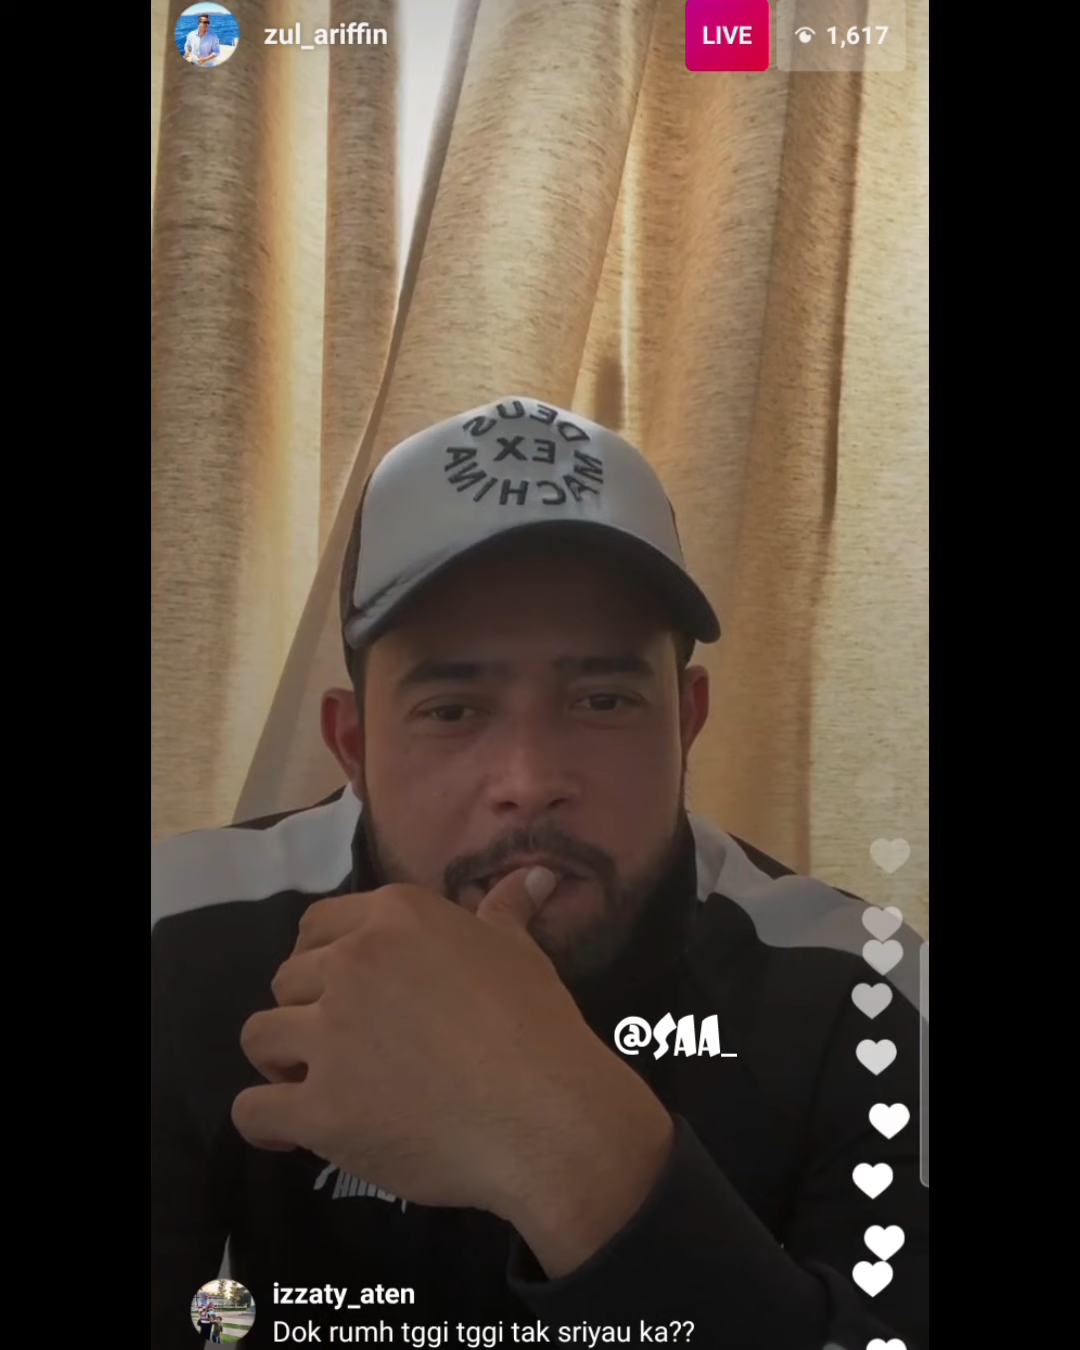 zul_ariffin
LIVE
1,617
DEUS
EX
MACHINA
@SAA_
izzaty_aten
Dok rumh tggi tggi tak sriyau ka??